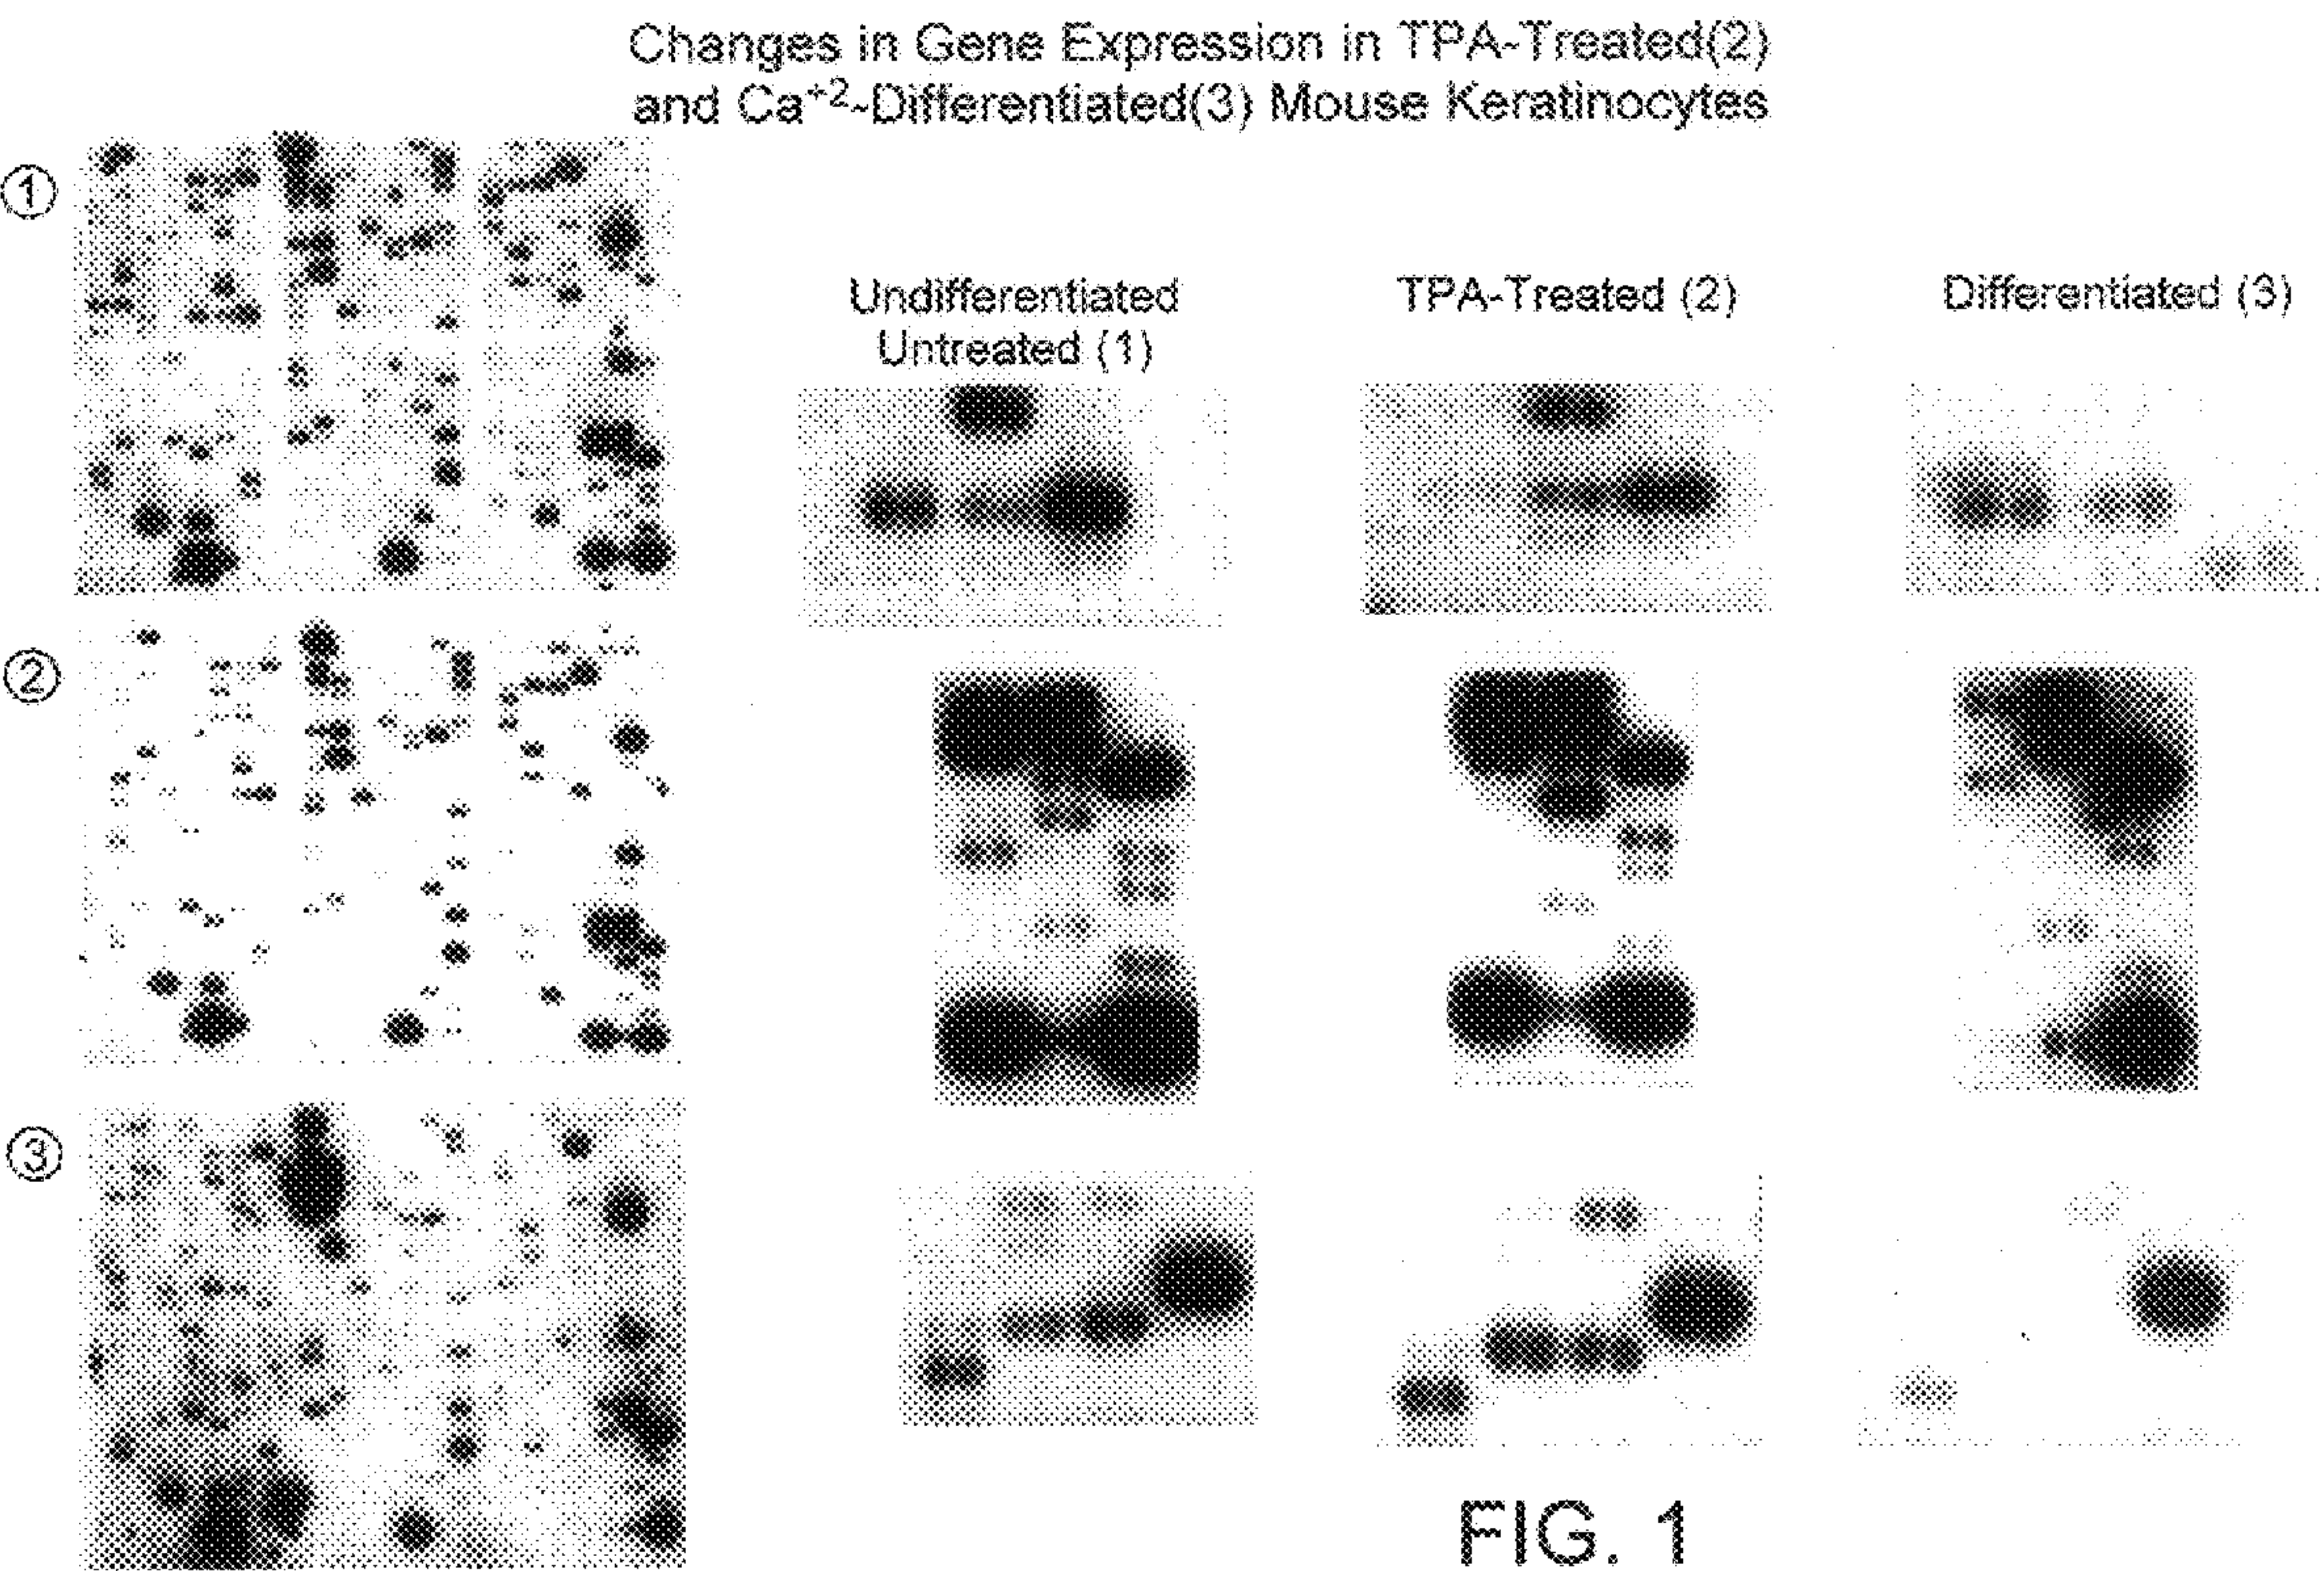 Changes in Gene Expression in TPA-Treated(2)
and Ca⁺²-Differentiated(3) Mouse Keratinocytes
①
Undifferentiated
Untreated (1)
TPA-Treated (2)
Differentiated (3)
②
③
FIG. 1